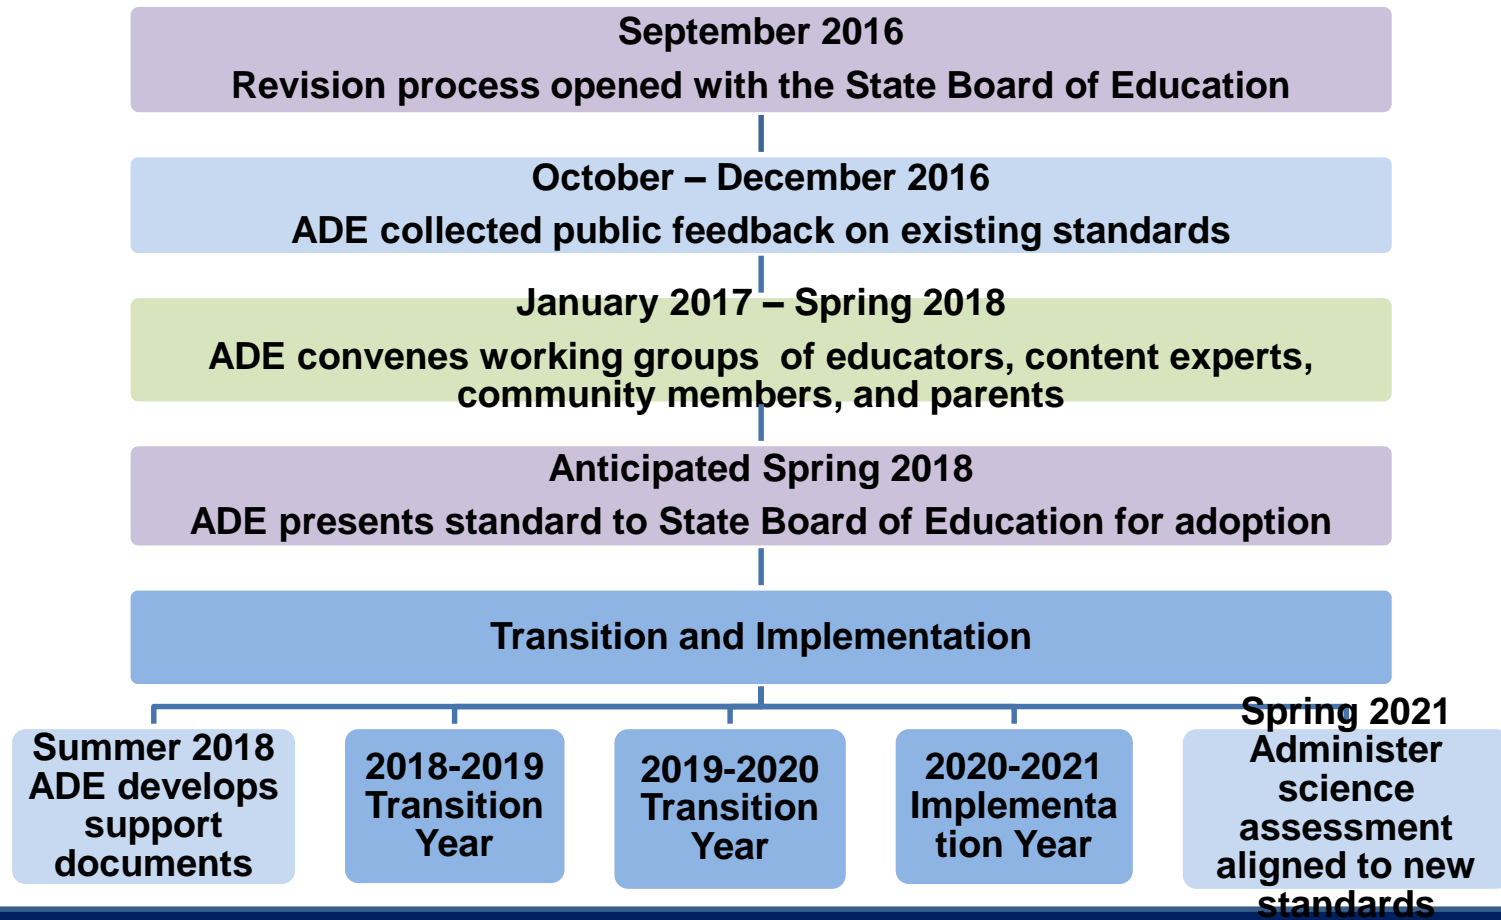 September 2016
Revision process opened with the State Board of Education
October – December 2016
ADE collected public feedback on existing standards
January 2017 – Spring 2018
ADE convenes working groups  of educators, content experts,
community members, and parents
Anticipated Spring 2018
ADE presents standard to State Board of Education for adoption
Transition and Implementation
Summer 2018
ADE develops
support
documents
2018-2019
Transition
Year
2019-2020
Transition
Year
2020-2021
Implementa
tion Year
Spring 2021
Administer
science
assessment
aligned to new
standards